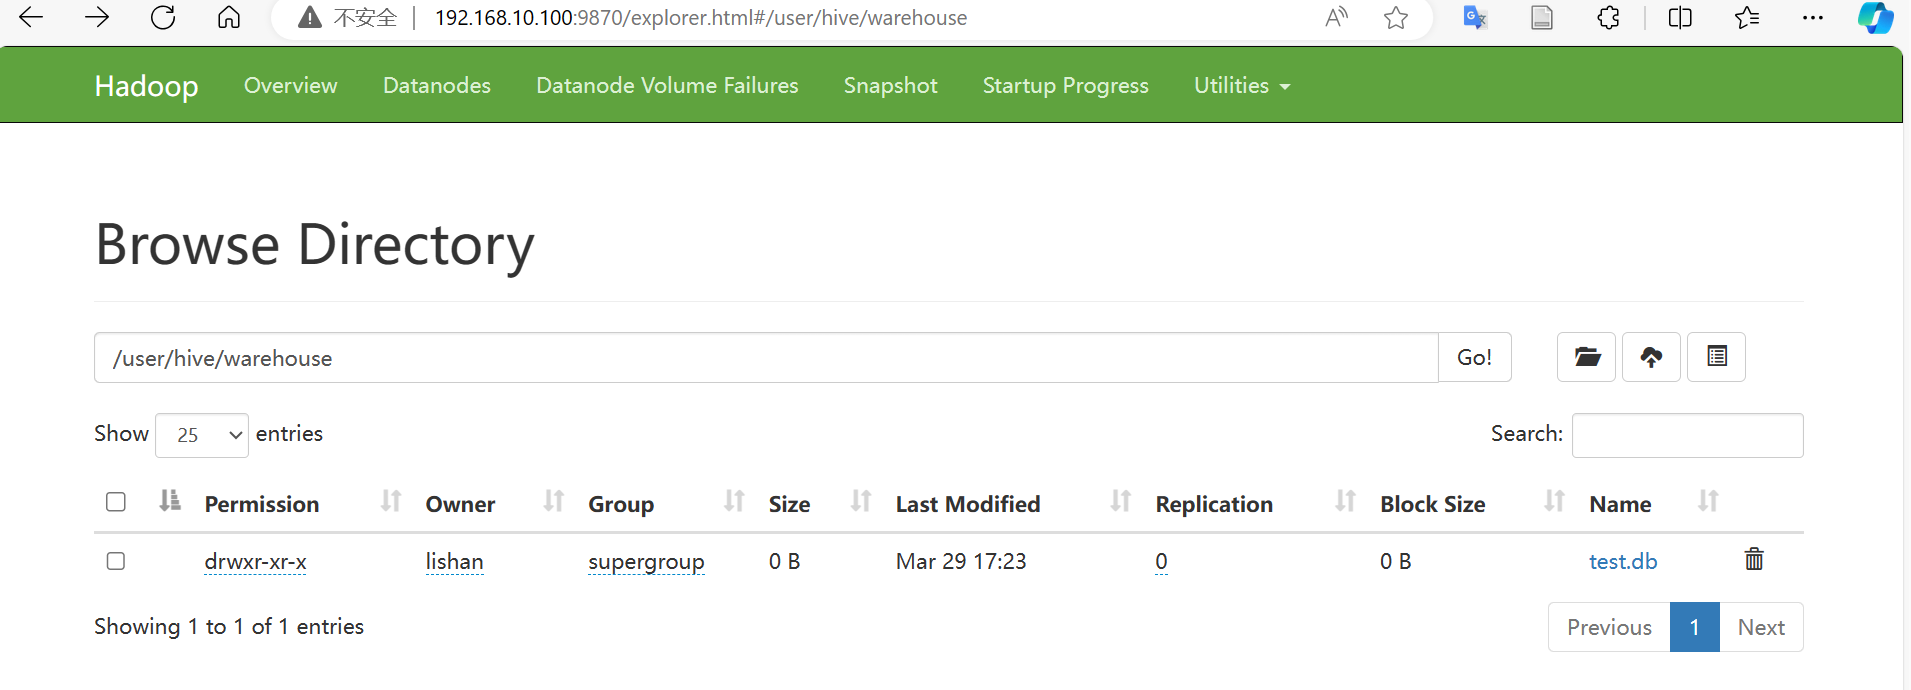 不安全 192.168.10.100:9870/explorer.html#/user/hive/warehouse
Hadoop Overview Datanodes Datanode Volume Failures Snapshot Startup Progress Utilities
Browse Directory
/user/hive/warehouse Go!
Show 25 entries Search:
Permission Owner Group Size Last Modified Replication Block Size Name
drwxr-xr-x lishan supergroup 0 B Mar 29 17:23 0 0 B test.db
Showing 1 to 1 of 1 entries Previous 1 Next